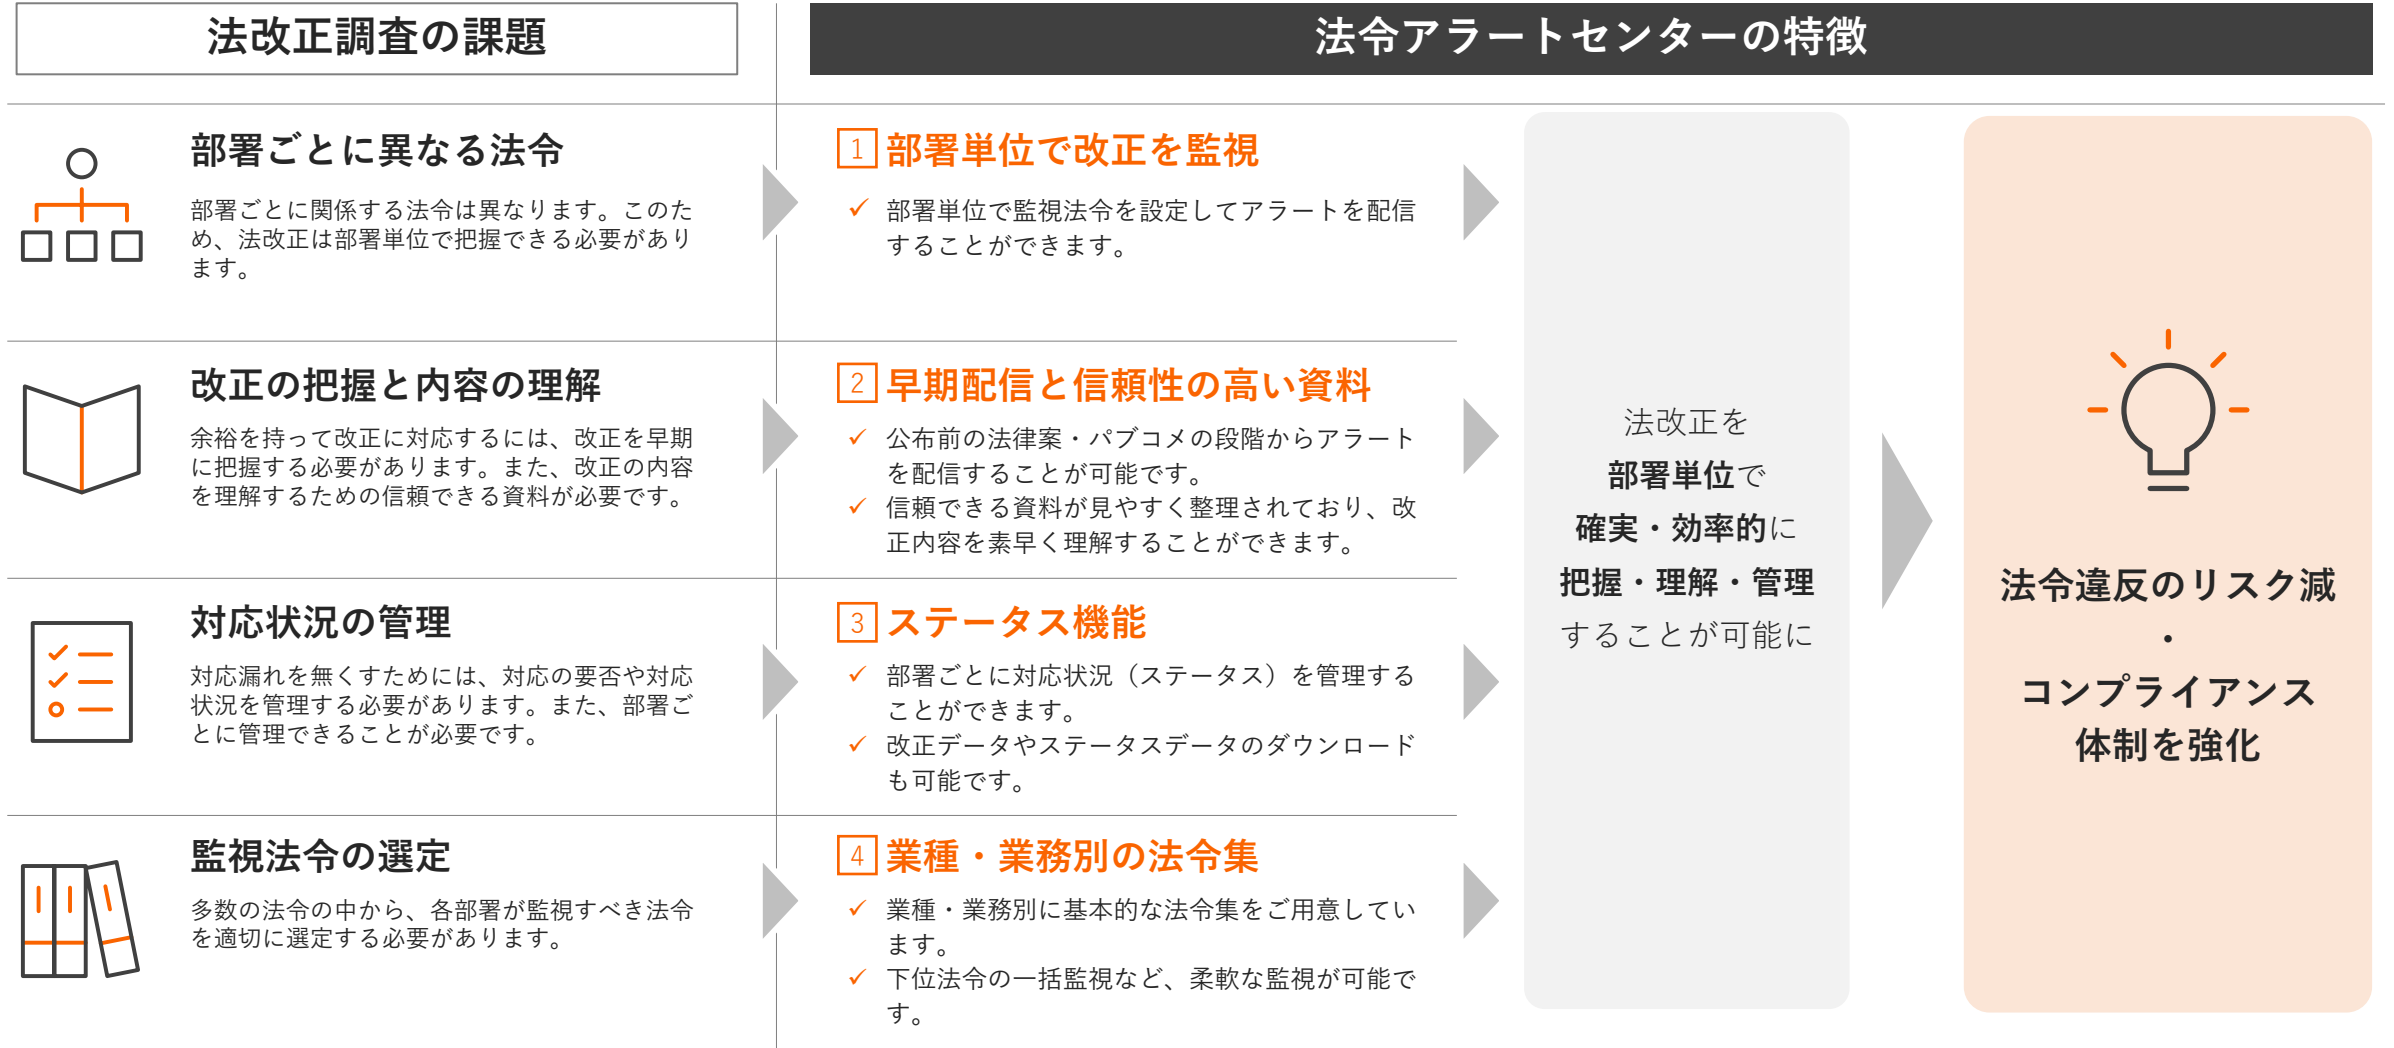 法改正調査の課題
法令アラートセンターの特徴
部署ごとに異なる法令
部署ごとに関係する法令は異なります。このた
め、法改正は部署単位で把握できる必要があり
ます。
1 部署単位で改正を監視
✓ 部署単位で監視法令を設定してアラートを配信
することができます。
改正の把握と内容の理解
余裕を持って改正に対応するには、改正を早期
に把握する必要があります。また、改正の内容
を理解するための信頼できる資料が必要です。
2 早期配信と信頼性の高い資料
✓ 公布前の法律案・パブコメの段階からアラート
を配信することが可能です。
✓ 信頼できる資料が見やすく整理されており、改
正内容を素早く理解することができます。
対応状況の管理
対応漏れを無くすためには、対応の要否や対応
状況を管理する必要があります。また、部署ご
とに管理できることが必要です。
3 ステータス機能
✓ 部署ごとに対応状況（ステータス）を管理する
ことができます。
✓ 改正データやステータスデータのダウンロード
も可能です。
監視法令の選定
多数の法令の中から、各部署が監視すべき法令
を適切に選定する必要があります。
4 業種・業務別の法令集
✓ 業種・業務別に基本的な法令集をご用意してい
ます。
✓ 下位法令の一括監視など、柔軟な監視が可能で
す。
法改正を
部署単位で
確実・効率的に
把握・理解・管理
することが可能に
法令違反のリスク減
・
コンプライアンス
体制を強化